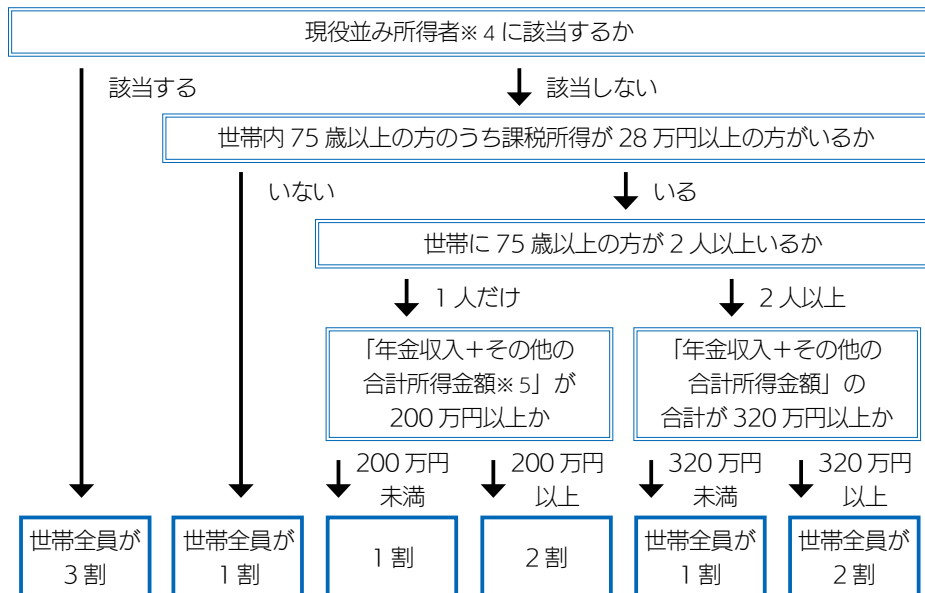 現役並み所得者※4に該当するか
該当する
該当しない
世帯内75歳以上の方のうち課税所得が28万円以上の方がいるか
いない
いる
世帯に75歳以上の方が2人以上いるか
1人だけ
2人以上
「年金収入＋その他の
合計所得金額※5」が
200万円以上か
「年金収入＋その他の
合計所得金額」の
合計が320万円以上か
200万円
未満
200万円
以上
320万円
未満
320万円
以上
世帯全員が
3割
世帯全員が
1割
1割
2割
世帯全員が
1割
世帯全員が
2割